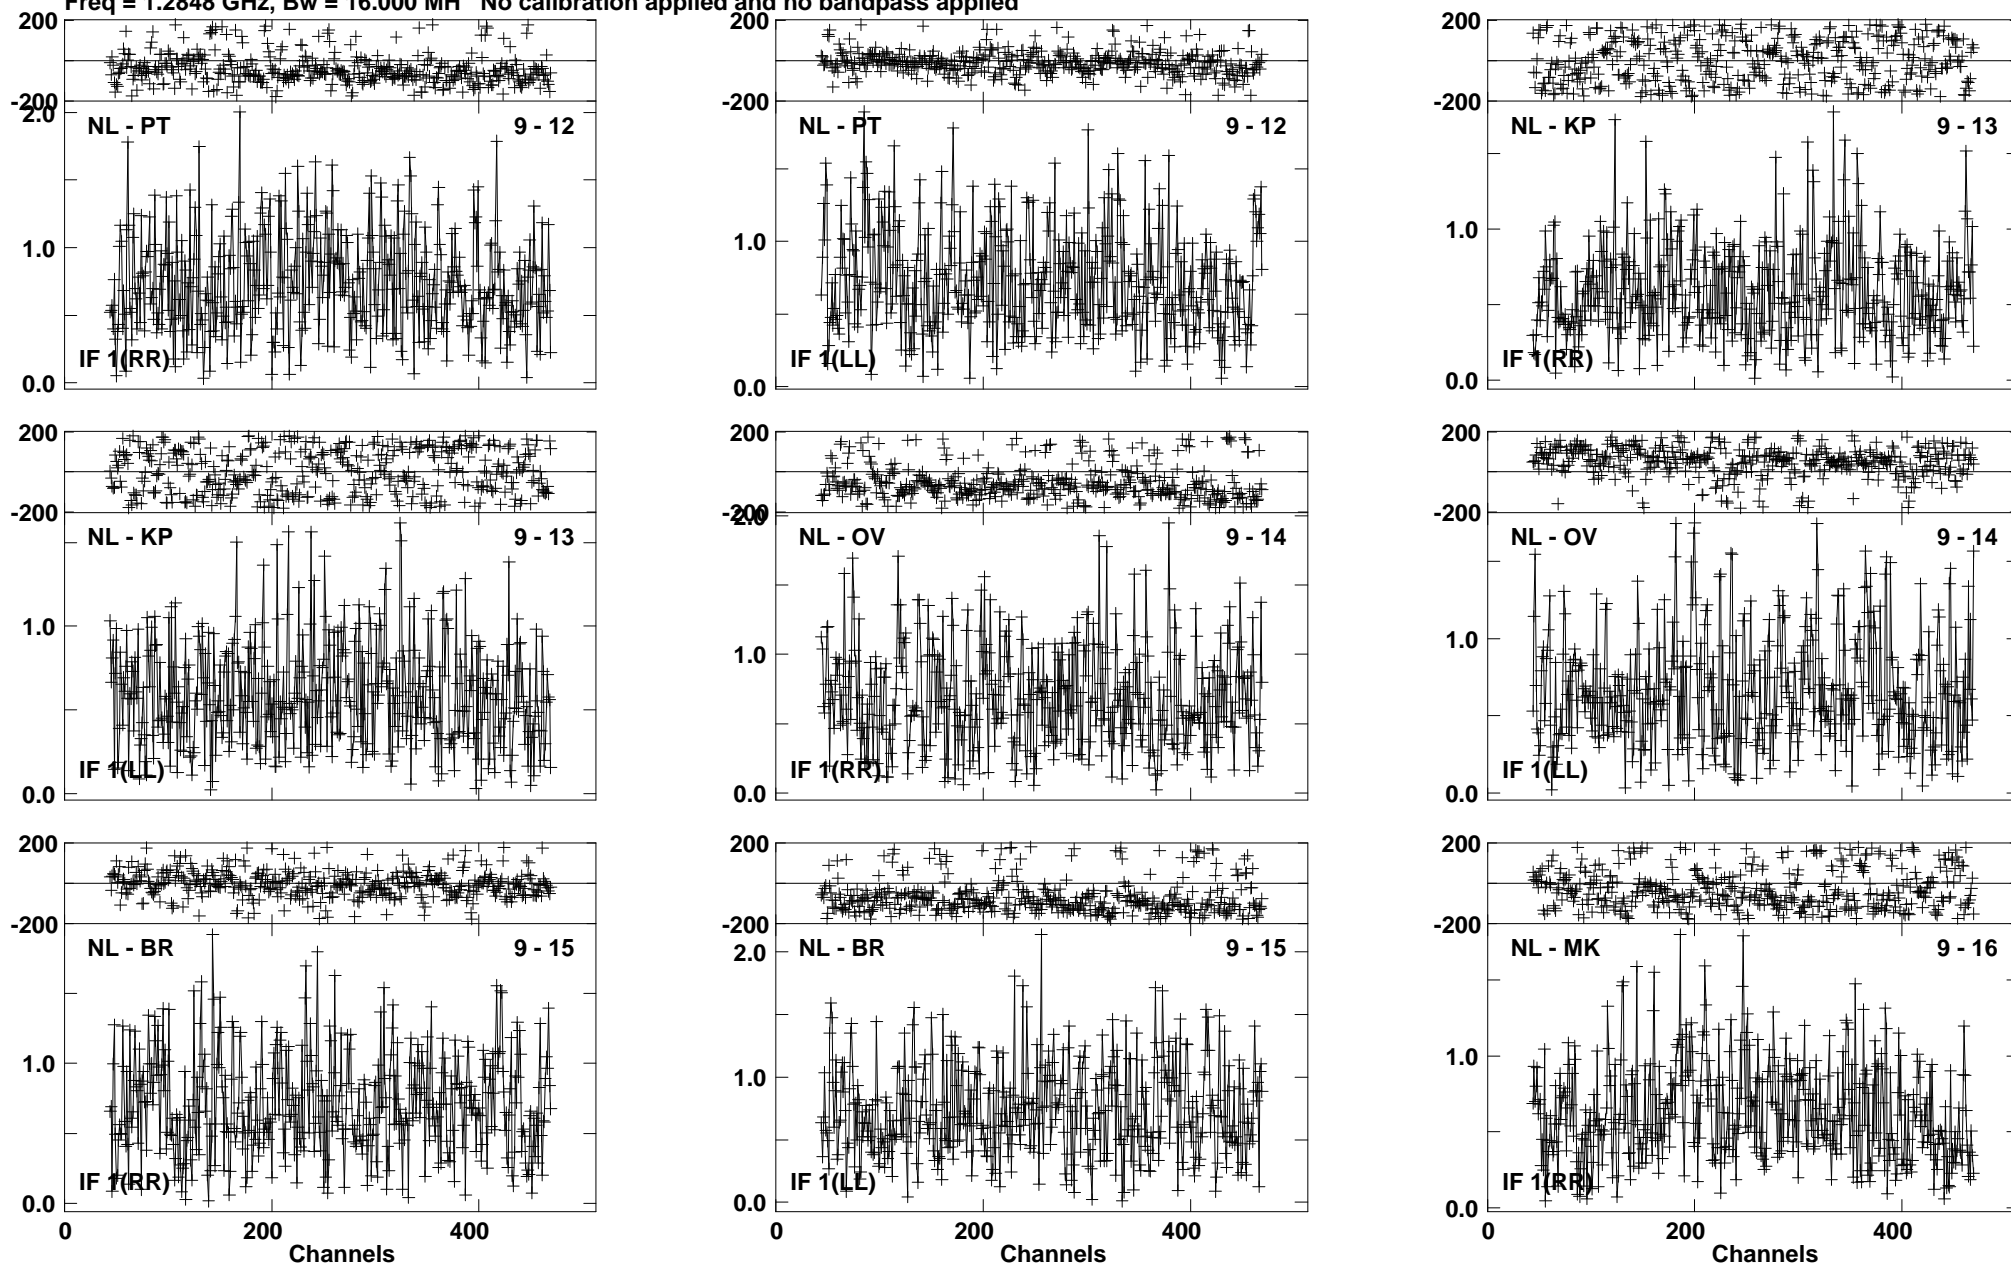 Freq = 1.2848 GHz, Bw = 16.000 MH No calibration applied and no bandpass applied
200 200 200
-200 -200 -200
2.0
NL - PT 9 - 12 NL - PT 9 - 12 NL - KP 9 - 13
1.0 1.0 1.0
IF 1(RR) IF 1(LL) IF 1(RR)
0.0 0.0 0.0
200 200 200
-200 -200 -200
2.0
NL - KP 9 - 13 NL - OV 9 - 14 NL - OV 9 - 14
1.0 1.0 1.0
IF 1(LL) IF 1(RR) IF 1(LL)
0.0 0.0 0.0
200 200 200
-200 -200 -200
NL - BR 9 - 15 NL - BR 9 - 15 NL - MK 9 - 16
2.0
1.0 1.0 1.0
IF 1(RR) IF 1(LL) IF 1(RR)
0.0 0.0 0.0
0 200 400 0 200 400 0 200 400
Channels Channels Channels